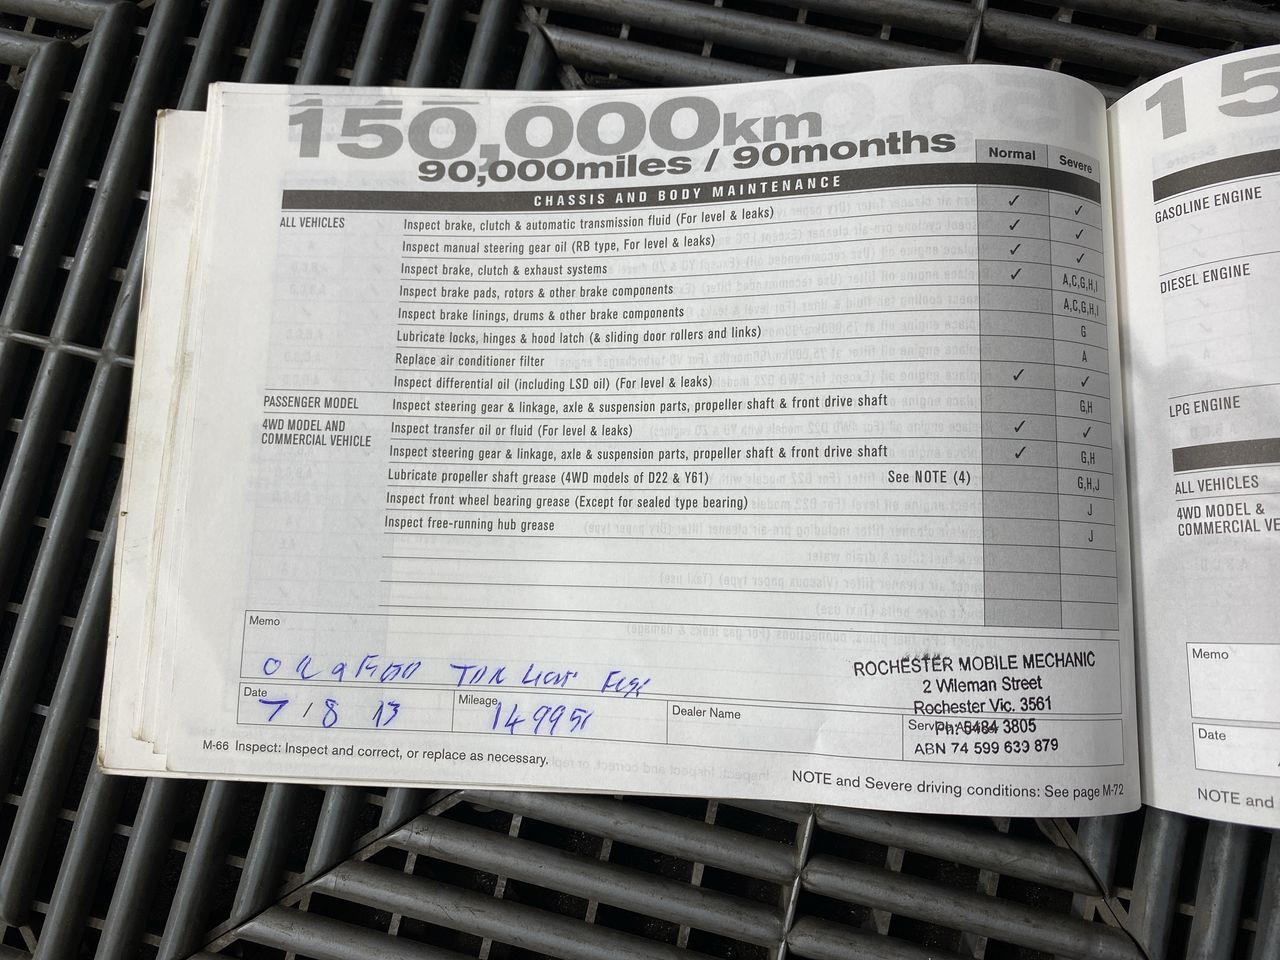 150,000km
90,000miles / 90months
Normal Severe
CHASSIS AND BODY MAINTENANCE
ALL VEHICLES Inspect brake, clutch & automatic transmission fluid (For level & leaks) ✓ ✓
Inspect manual steering gear oil (RB type, For level & leaks) ✓ ✓
Inspect brake, clutch & exhaust systems ✓ ✓
Inspect brake pads, rotors & other brake components ✓ A,C,G,H,I
Inspect brake linings, drums & other brake components A,C,G,H,I
Lubricate locks, hinges & hood latch (& sliding door rollers and links) G
Replace air conditioner filter A
Inspect differential oil (including LSD oil) (For level & leaks) ✓ ✓
PASSENGER MODEL Inspect steering gear & linkage, axle & suspension parts, propeller shaft & front drive shaft G,H
4WD MODEL AND Inspect transfer oil or fluid (For level & leaks) ✓ ✓
COMMERCIAL VEHICLE Inspect steering gear & linkage, axle & suspension parts, propeller shaft & front drive shaft ✓ G,H
Lubricate propeller shaft grease (4WD models of D22 & Y61) See NOTE (4) G,H,J
Inspect front wheel bearing grease (Except for sealed type bearing) J
Inspect free-running hub grease J
Memo
ROCHESTER MOBILE MECHANIC
2 Wileman Street
Rochester Vic. 3561
Ph: 5484 3805
ABN 74 599 633 879
Date 7/8 13
Mileage
Dealer Name
M-66 Inspect: Inspect and correct, or replace as necessary.
NOTE and Severe driving conditions: See page M-72
15
GASOLINE ENGINE
DIESEL ENGINE
LPG ENGINE
ALL VEHICLES
4WD MODEL &
COMMERCIAL VE
Memo
Date
NOTE and